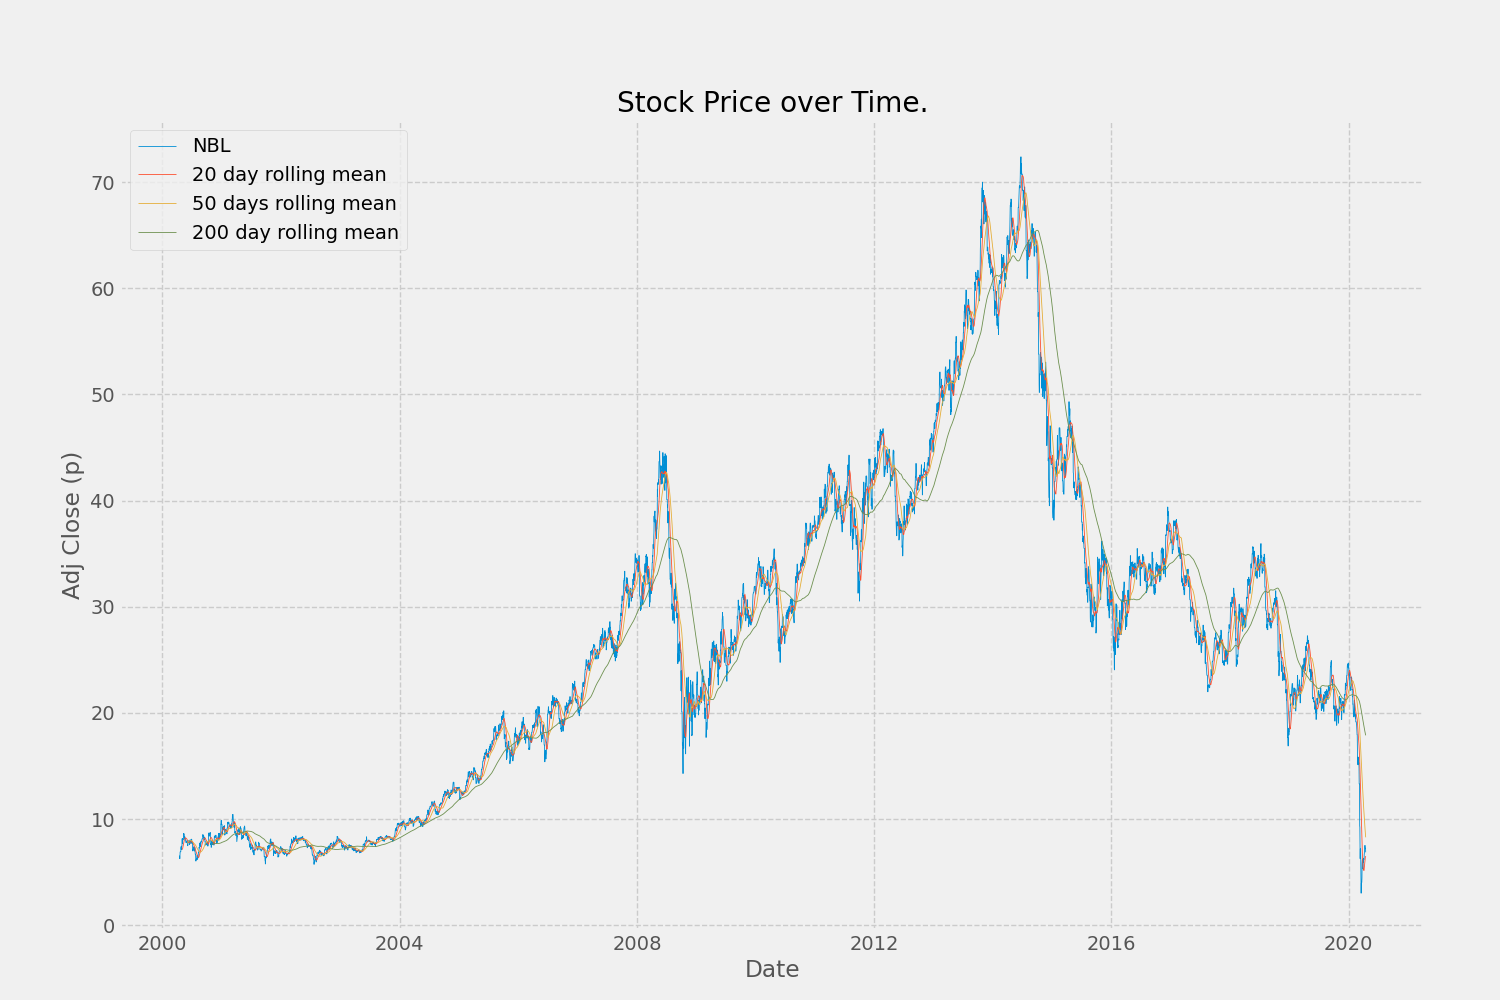 Stock Price over Time.
NBL
20 day rolling mean
50 days rolling mean
200 day rolling mean
70
60
50
40
30
20
10
0
Adj Close (p)
2000 2004 2008 2012 2016 2020
Date